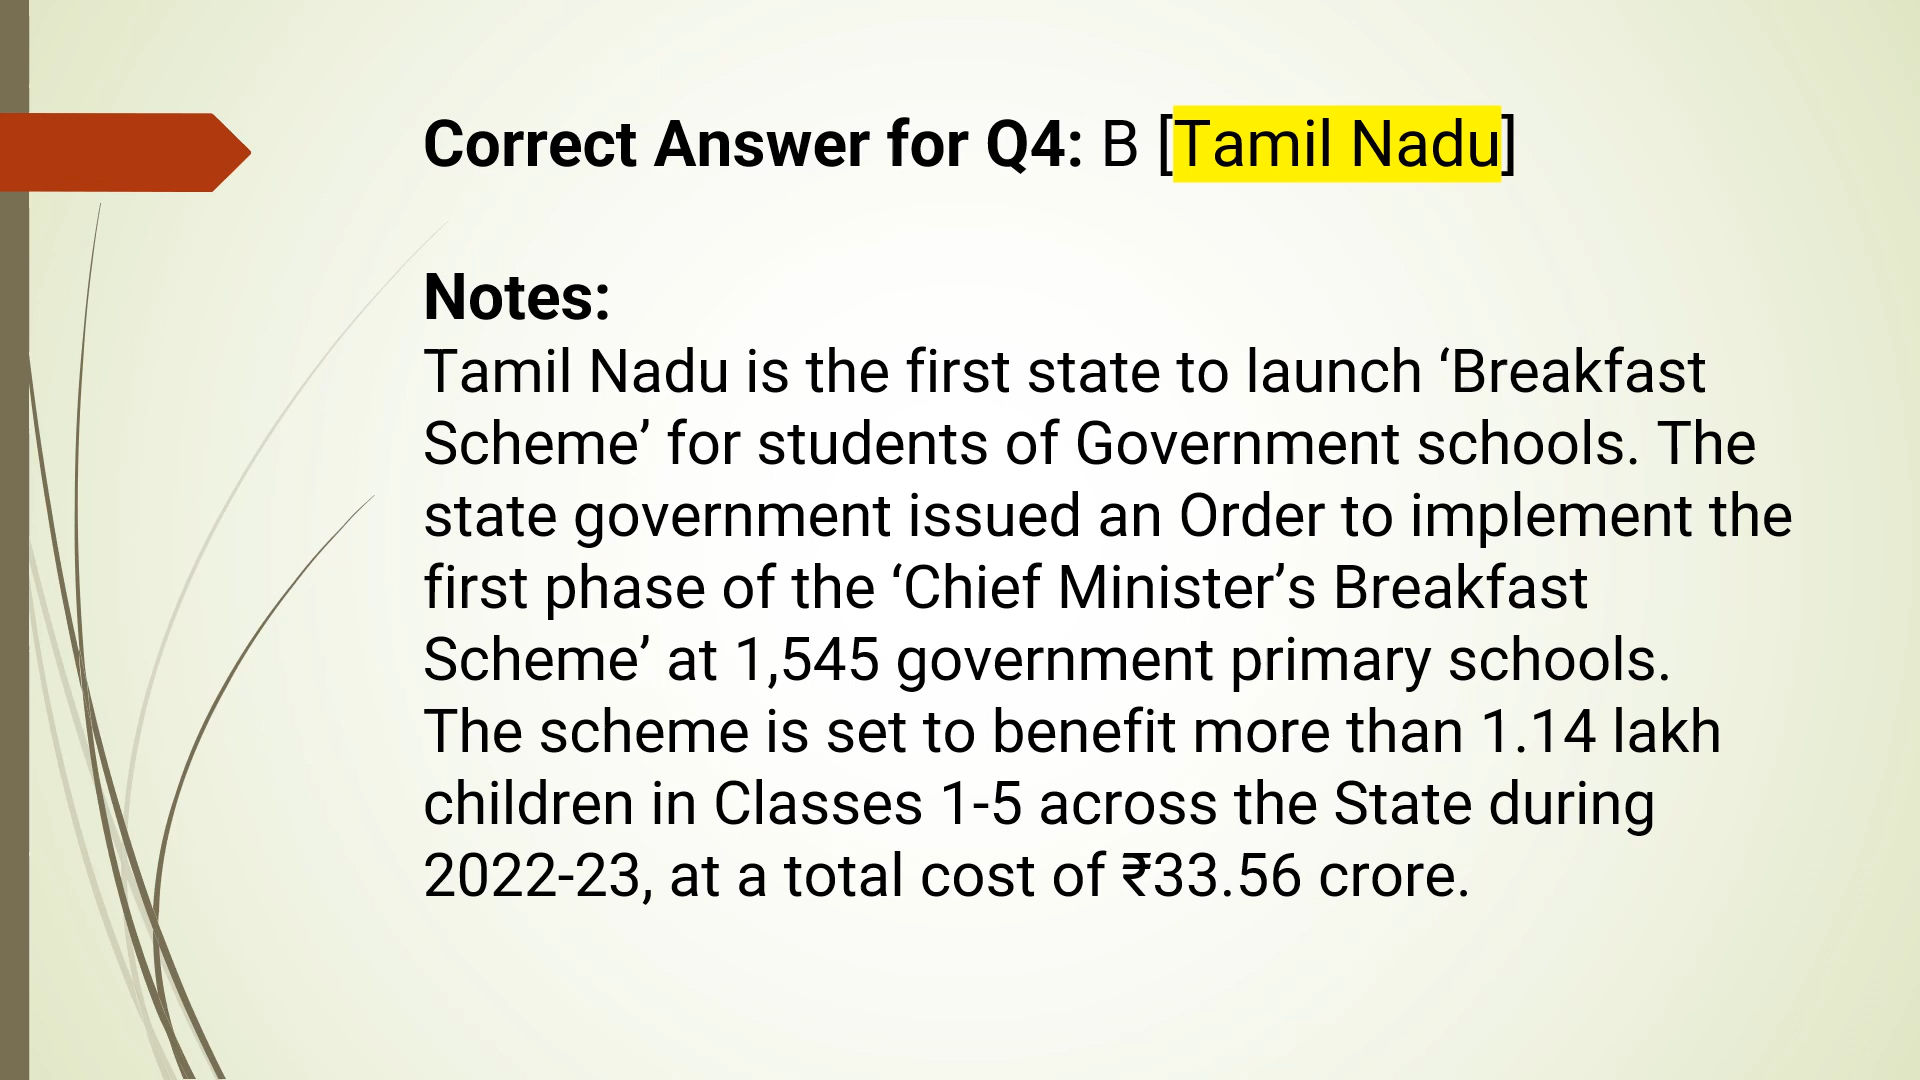 Correct Answer for Q4: B [Tamil Nadu]
Notes:
Tamil Nadu is the first state to launch ‘Breakfast
Scheme’ for students of Government schools. The
state government issued an Order to implement the
first phase of the ‘Chief Minister’s Breakfast
Scheme’ at 1,545 government primary schools.
The scheme is set to benefit more than 1.14 lakh
children in Classes 1-5 across the State during
2022-23, at a total cost of ₹33.56 crore.